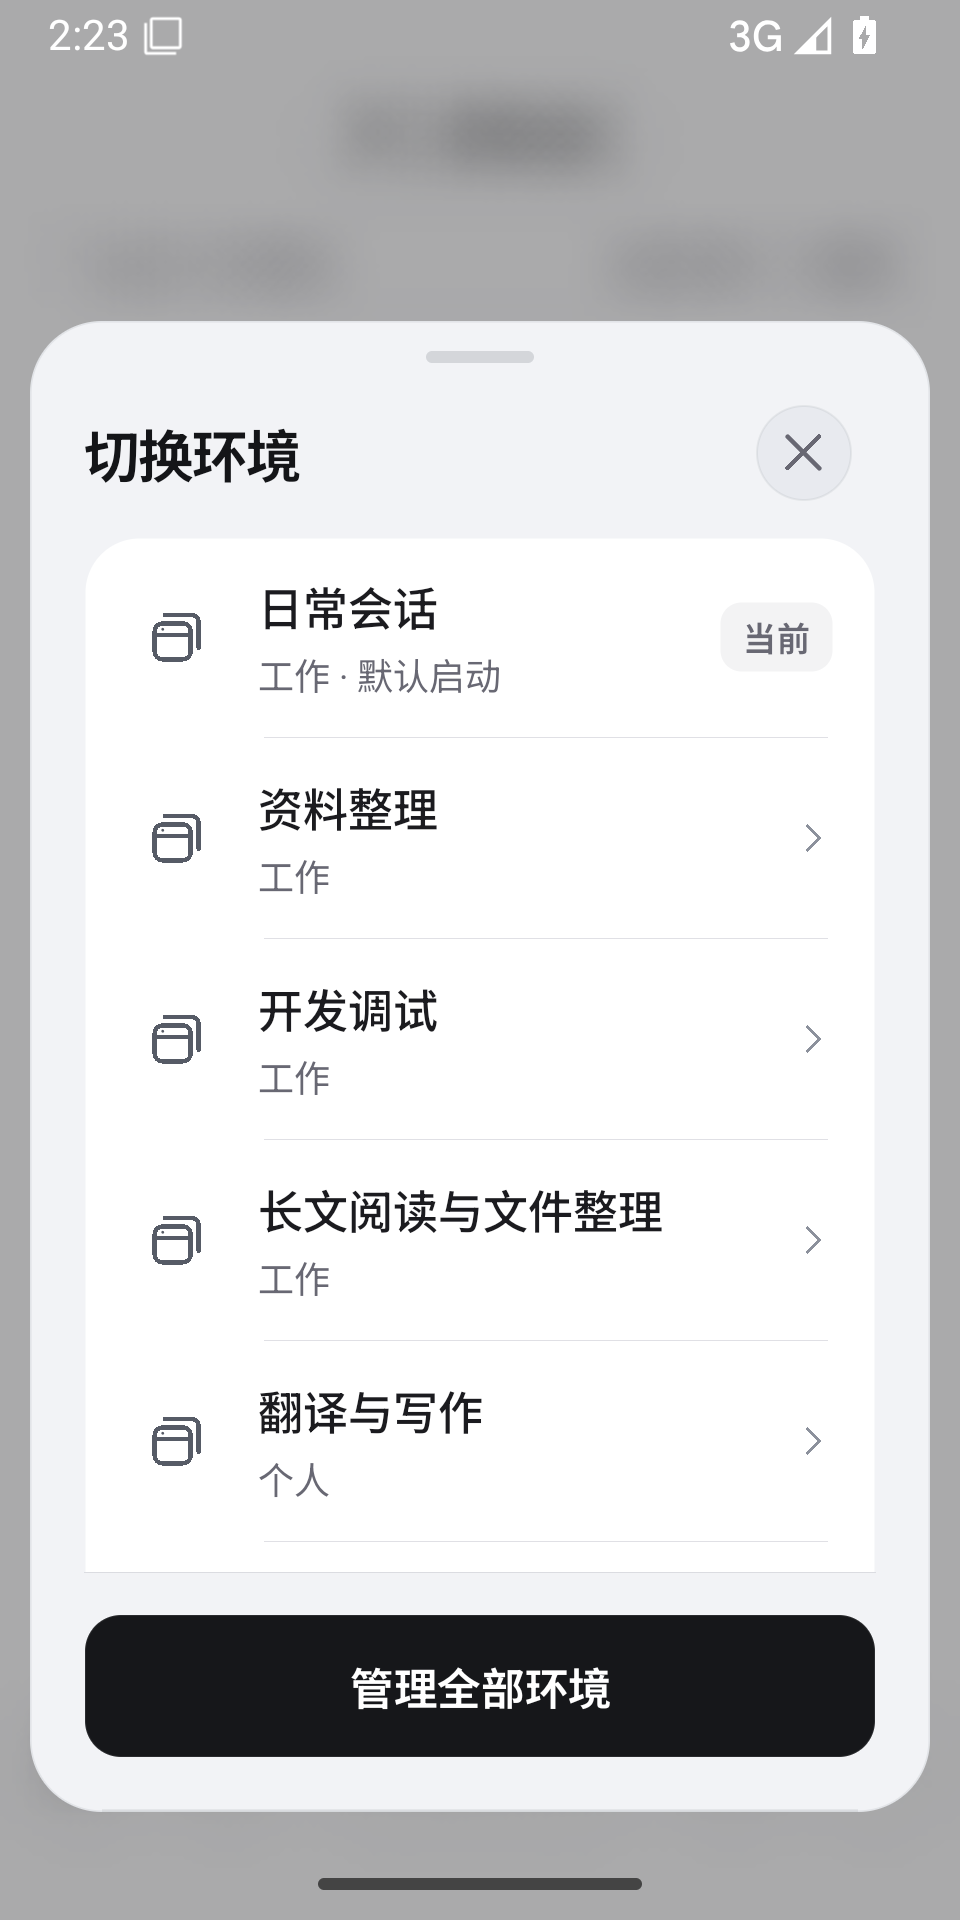 2:23
3G
切换环境
日常会话
工作 · 默认启动
当前
资料整理
工作
开发调试
工作
长文阅读与文件整理
工作
翻译与写作
个人
管理全部环境